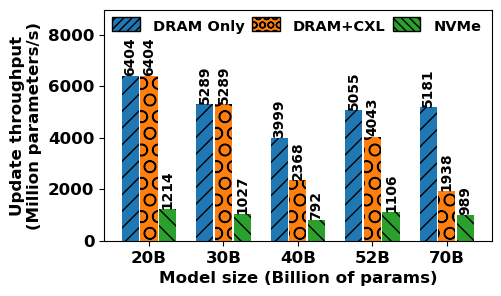 DRAM Only DRAM+CXL NVMe
Update throughput
(Million parameters/s)
8000
6000
4000
2000
0
6404 6404 1214
5289 5289 1027
3999 2368 792
5055 4043 1106
5181 1938 989
20B 30B 40B 52B 70B
Model size (Billion of params)